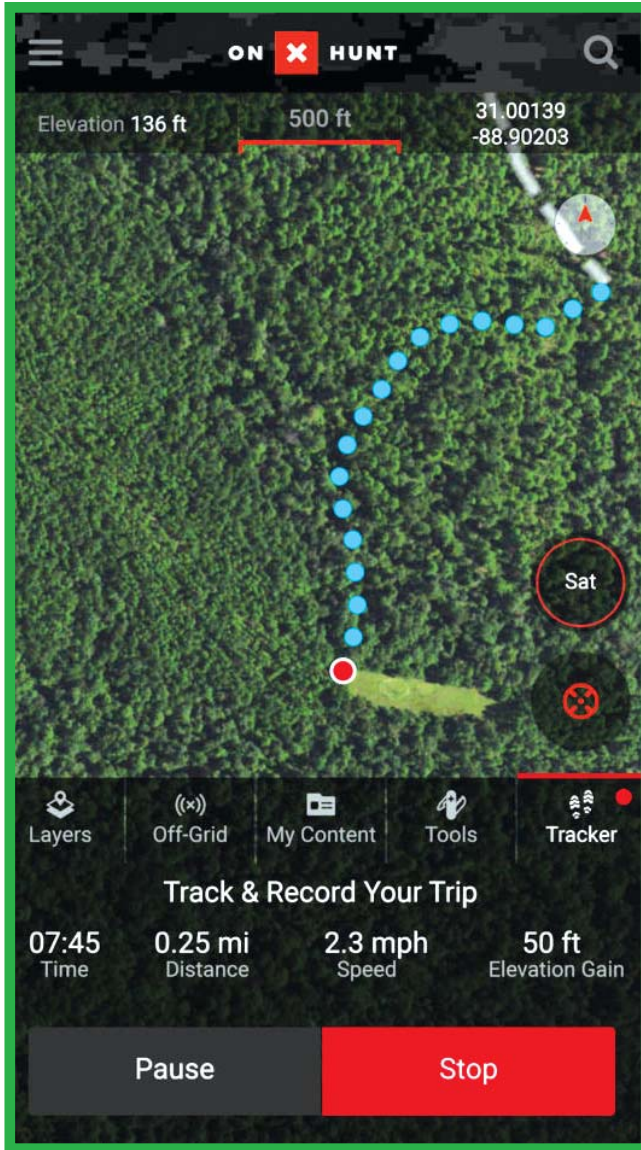 ON X HUNT
Elevation 136 ft
500 ft
31.00139
-88.90203
Sat
Layers
Off-Grid
My Content
Tools
Tracker
Track & Record Your Trip
07:45 0.25 mi 2.3 mph 50 ft
Time Distance Speed Elevation Gain
Pause Stop